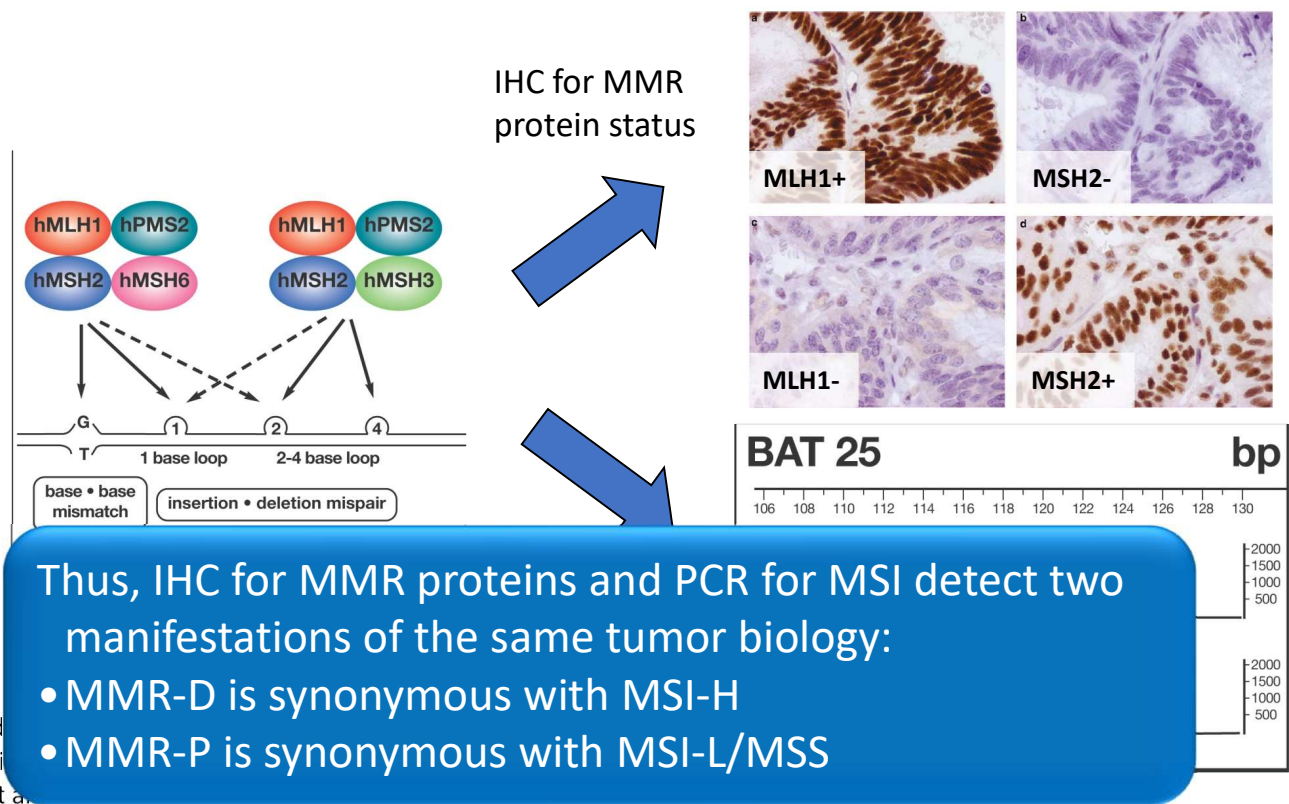 IHC for MMR
protein status
a
b
MLH1+
MSH2-
c
d
MLH1-
MSH2+
hMLH1 hPMS2
hMSH2 hMSH6
hMLH1 hPMS2
hMSH2 hMSH3
G
T
1
2
4
1 base loop
2-4 base loop
base • base
mismatch
insertion • deletion mispair
BAT 25
bp
106 108 110 112 114 116 118 120 122 124 126 128 130
2000
1500
1000
500
2000
1500
1000
500
Thus, IHC for MMR proteins and PCR for MSI detect two
manifestations of the same tumor biology:
•MMR-D is synonymous with MSI-H
•MMR-P is synonymous with MSI-L/MSS